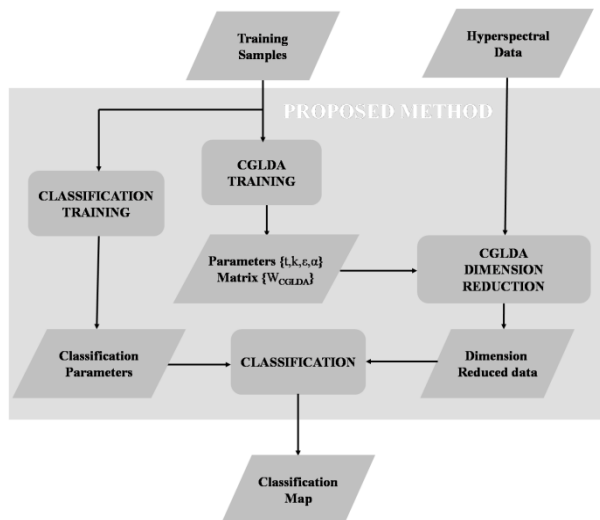 Training
Samples
Hyperspectral
Data
PROPOSED METHOD
CLASSIFICATION
TRAINING
CGLDA
TRAINING
Parameters {t,k,ε,α}
Matrix {W_CGLDA}
CGLDA
DIMENSION
REDUCTION
Classification
Parameters
CLASSIFICATION
Dimension
Reduced data
Classification
Map